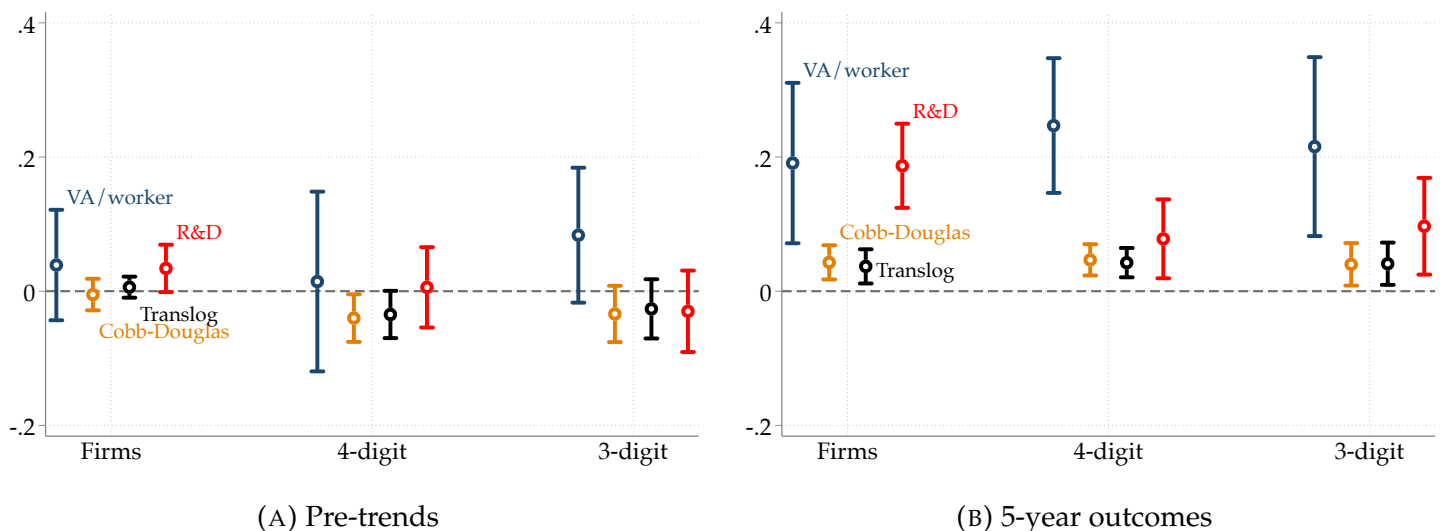 .4
.2
0
-.2
VA/worker
R&D
Translog
Cobb-Douglas
Firms
4-digit
3-digit
(A) Pre-trends
.4
.2
0
-.2
VA/worker
R&D
Cobb-Douglas
Translog
Firms
4-digit
3-digit
(B) 5-year outcomes